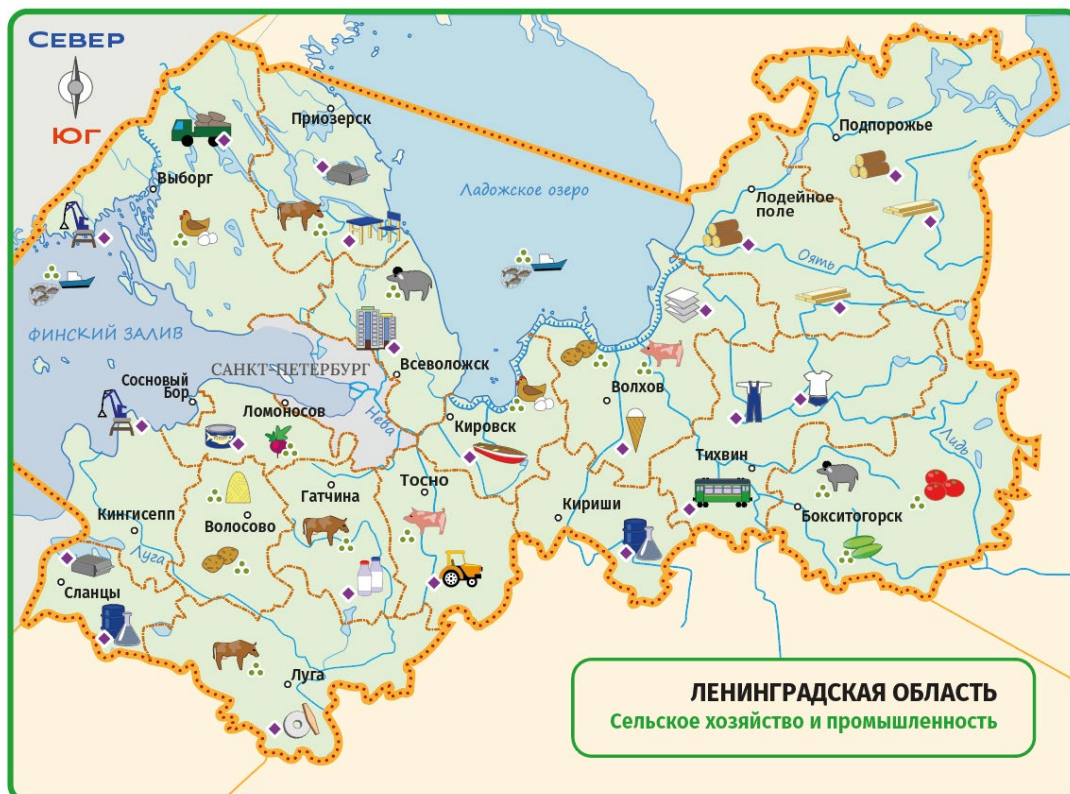 СЕВЕР
ЮГ
Приозерск
Подпорожье
Выборг
Ладожское озеро
Лодейное
поле
Оять
ФИНСКИЙ ЗАЛИВ
САНКТ-ПЕТЕРБУРГ
Всеволожск
Сосновый
Бор
Ломоносов
Нева
Кировск
Волхов
Лидь
Тихвин
Гатчина
Тосно
Кингисепп
Волосово
Кириши
Бокситогорск
Луга
Сланцы
Луга
ЛЕНИНГРАДСКАЯ ОБЛАСТЬ
Сельское хозяйство и промышленность